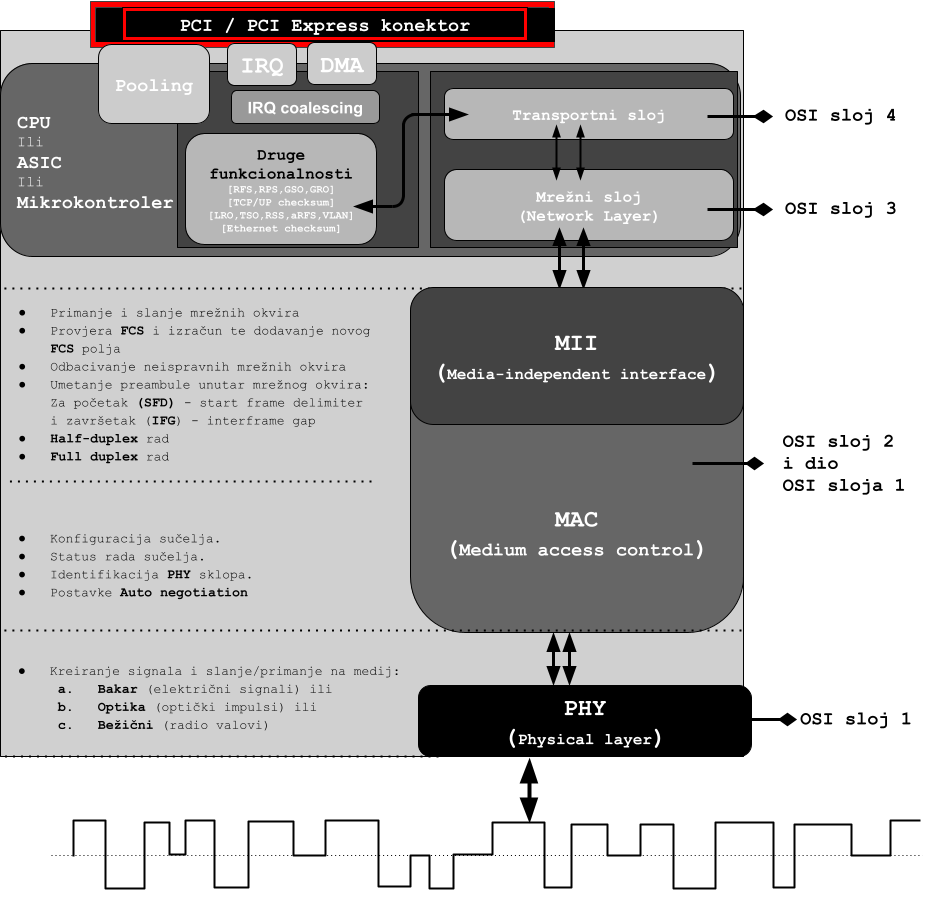 PCI / PCI Express konektor
Pooling
IRQ
DMA
IRQ coalescing
CPU
Ili
ASIC
Ili
Mikrokontroler
Druge
funkcionalnosti
[RFS,RPS,GSO,GRO]
[TCP/UP checksum]
[LRO,TSO,RSS,aRFS,VLAN]
[Ethernet checksum]
Transportni sloj
OSI sloj 4
Mrežni sloj
(Network Layer)
OSI sloj 3
● Primanje i slanje mrežnih okvira
● Provjera FCS i izračun te dodavanje novog
FCS polja
● Odbacivanje neispravnih mrežnog okvira
● Umetanje preambule unutar mrežnog okvira:
Za početak (SFD) - start frame delimiter
i završetak (IFG) - interframe gap
● Half-duplex rad
● Full duplex rad
MII
(Media-independent interface)
OSI sloj 2
i dio
OSI sloja 1
MAC
(Medium access control)
● Konfiguracija sučelja.
● Status rada sučelja.
● Identifikacija PHY sklopa.
● Postavke Auto negotiation
● Kreiranje signala i slanje/primanje na medij:
a. Bakar (električni signali) ili
b. Optika (optički impulsi) ili
c. Bežični (radio valovi)
PHY
(Physical layer)
OSI sloj 1